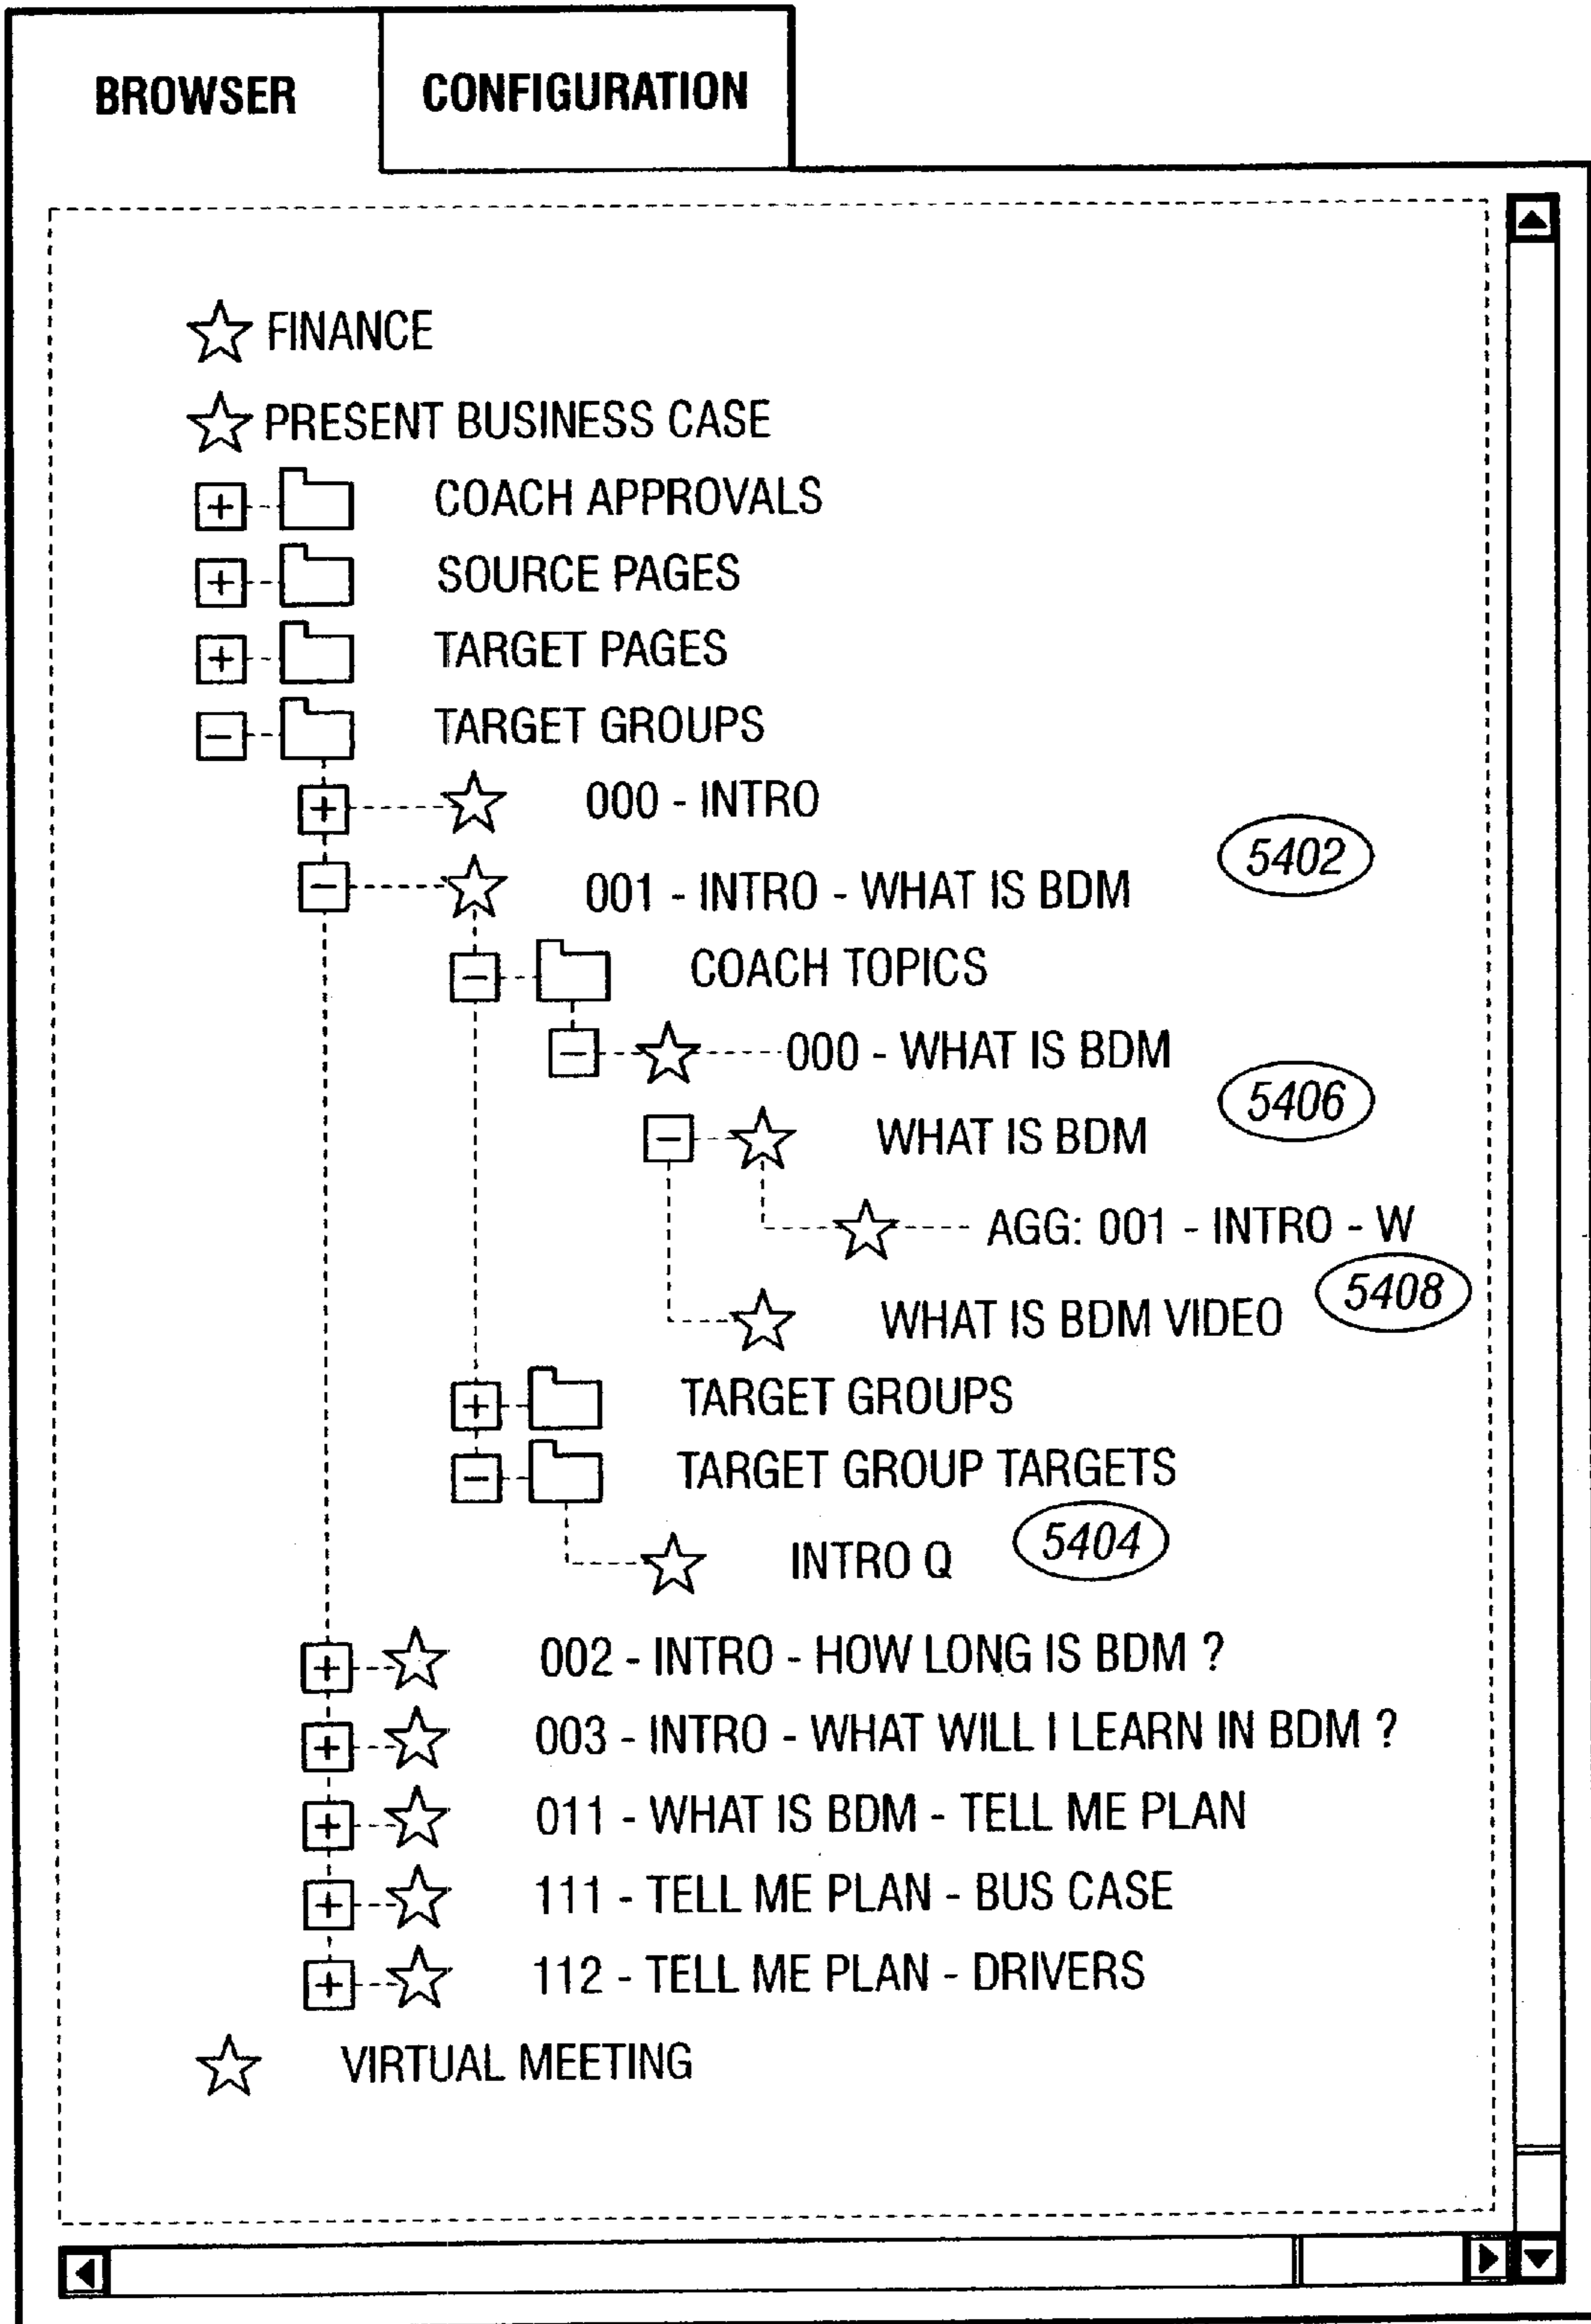 BROWSER CONFIGURATION
FINANCE
PRESENT BUSINESS CASE
COACH APPROVALS
SOURCE PAGES
TARGET PAGES
TARGET GROUPS
000 - INTRO
5402
001 - INTRO - WHAT IS BDM
COACH TOPICS
000 - WHAT IS BDM
5406
WHAT IS BDM
AGG: 001 - INTRO - W
5408
WHAT IS BDM VIDEO
TARGET GROUPS
TARGET GROUP TARGETS
INTRO Q 5404
002 - INTRO - HOW LONG IS BDM ?
003 - INTRO - WHAT WILL I LEARN IN BDM ?
011 - WHAT IS BDM - TELL ME PLAN
111 - TELL ME PLAN - BUS CASE
112 - TELL ME PLAN - DRIVERS
VIRTUAL MEETING